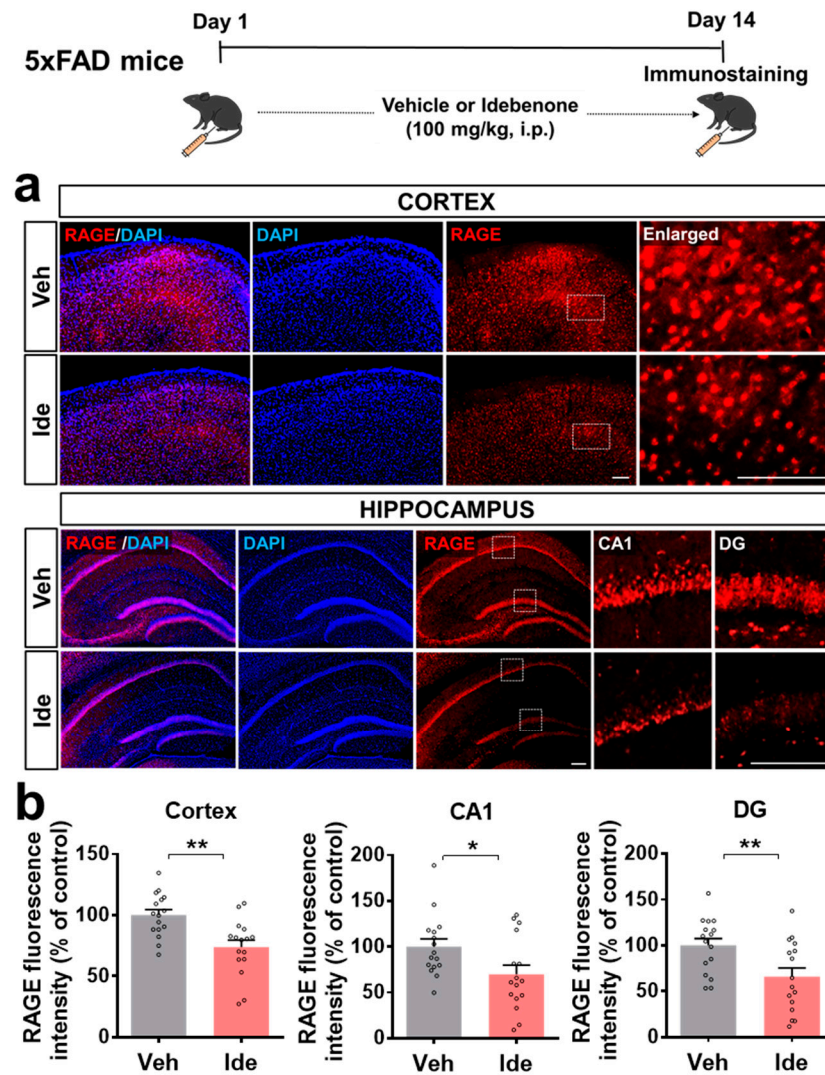 Day 1
Day 14
5xFAD mice
Immunostaining
Vehicle or Idebenone
(100 mg/kg, i.p.)
a
CORTEX
Veh
RAGE/DAPI
DAPI
RAGE
Enlarged
Ide
HIPPOCAMPUS
Veh
RAGE /DAPI
DAPI
RAGE
CA1
DG
Ide
b
Cortex
RAGE fluorescence
intensity (% of control)
150
100
50
0
**
Veh
Ide
CA1
RAGE fluorescence
intensity (% of control)
200
150
100
50
0
*
Veh
Ide
DG
RAGE fluorescence
intensity (% of control)
200
150
100
50
0
**
Veh
Ide